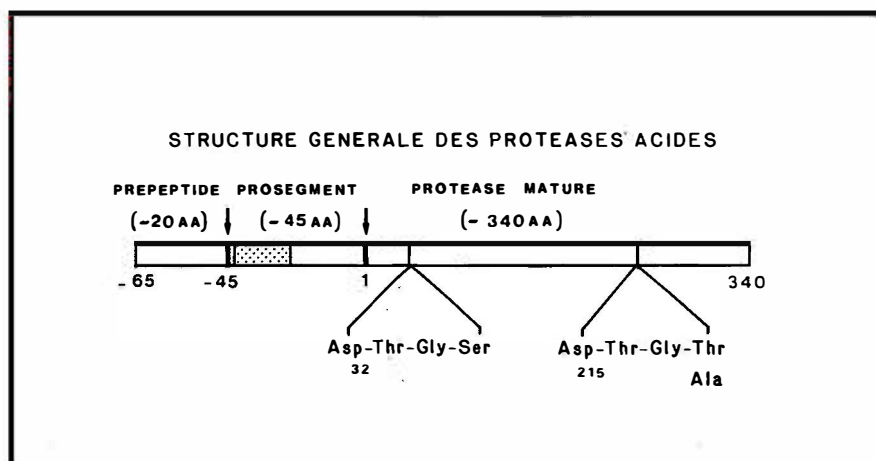 STRUCTURE GENERALE DES PROTEASES ACIDES
PREPEPTIDE PROSEGMENT PROTEASE MATURE
(~20 AA) (~45 AA) (~340 AA)
-65 -45 1 340
Asp-Thr-Gly-Ser Asp-Thr-Gly-Thr
32 215 Ala